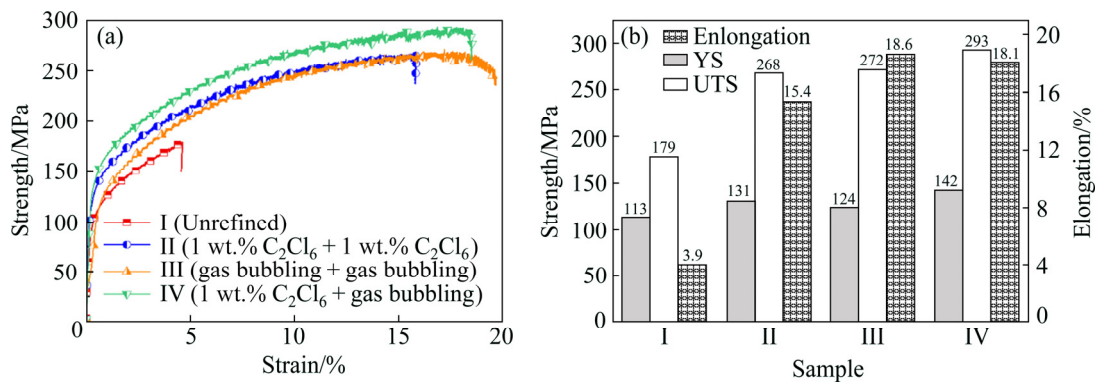 (a)
Strength/MPa
300
250
200
150
100
50
0
I (Unrefined)
II (1 wt.% C₂Cl₆ + 1 wt.% C₂Cl₆)
III (gas bubbling + gas bubbling)
IV (1 wt.% C₂Cl₆ + gas bubbling)
0 5 10 15 20
Strain/%
(b)
Enlongation
YS
UTS
Strength/MPa
300
250
200
150
100
50
0
113 179 3.9
131 268 15.4
124 272 18.6
142 293 18.1
20
16
12
8
4
0
Elongation/%
I II III IV
Sample